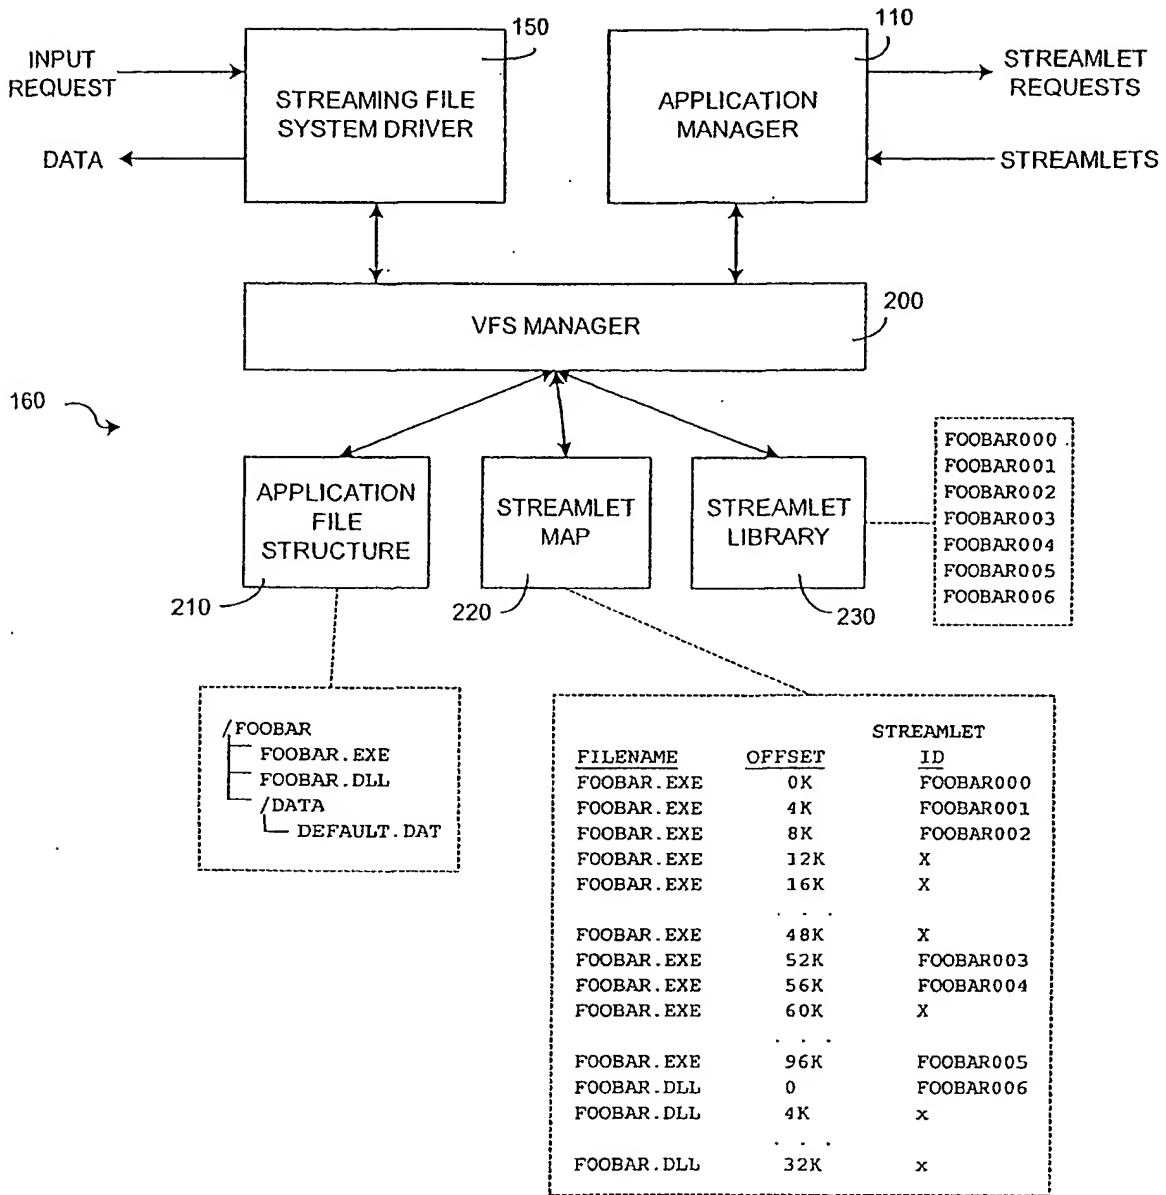 150
110
INPUT
REQUEST
STREAMING FILE
SYSTEM DRIVER
DATA
APPLICATION
MANAGER
STREAMLET
REQUESTS
STREAMLETS
VFS MANAGER
200
160
APPLICATION
FILE
STRUCTURE
210
STREAMLET
MAP
220
STREAMLET
LIBRARY
230
FOOBAR000
FOOBAR001
FOOBAR002
FOOBAR003
FOOBAR004
FOOBAR005
FOOBAR006
/FOOBAR
FOOBAR.EXE
FOOBAR.DLL
/DATA
DEFAULT.DAT
STREAMLET
FILENAME OFFSET ID
FOOBAR.EXE 0K FOOBAR000
FOOBAR.EXE 4K FOOBAR001
FOOBAR.EXE 8K FOOBAR002
FOOBAR.EXE 12K X
FOOBAR.EXE 16K X
. . .
FOOBAR.EXE 48K X
FOOBAR.EXE 52K FOOBAR003
FOOBAR.EXE 56K FOOBAR004
FOOBAR.EXE 60K X
. . .
FOOBAR.EXE 96K FOOBAR005
FOOBAR.DLL 0 FOOBAR006
FOOBAR.DLL 4K x
. . .
FOOBAR.DLL 32K x